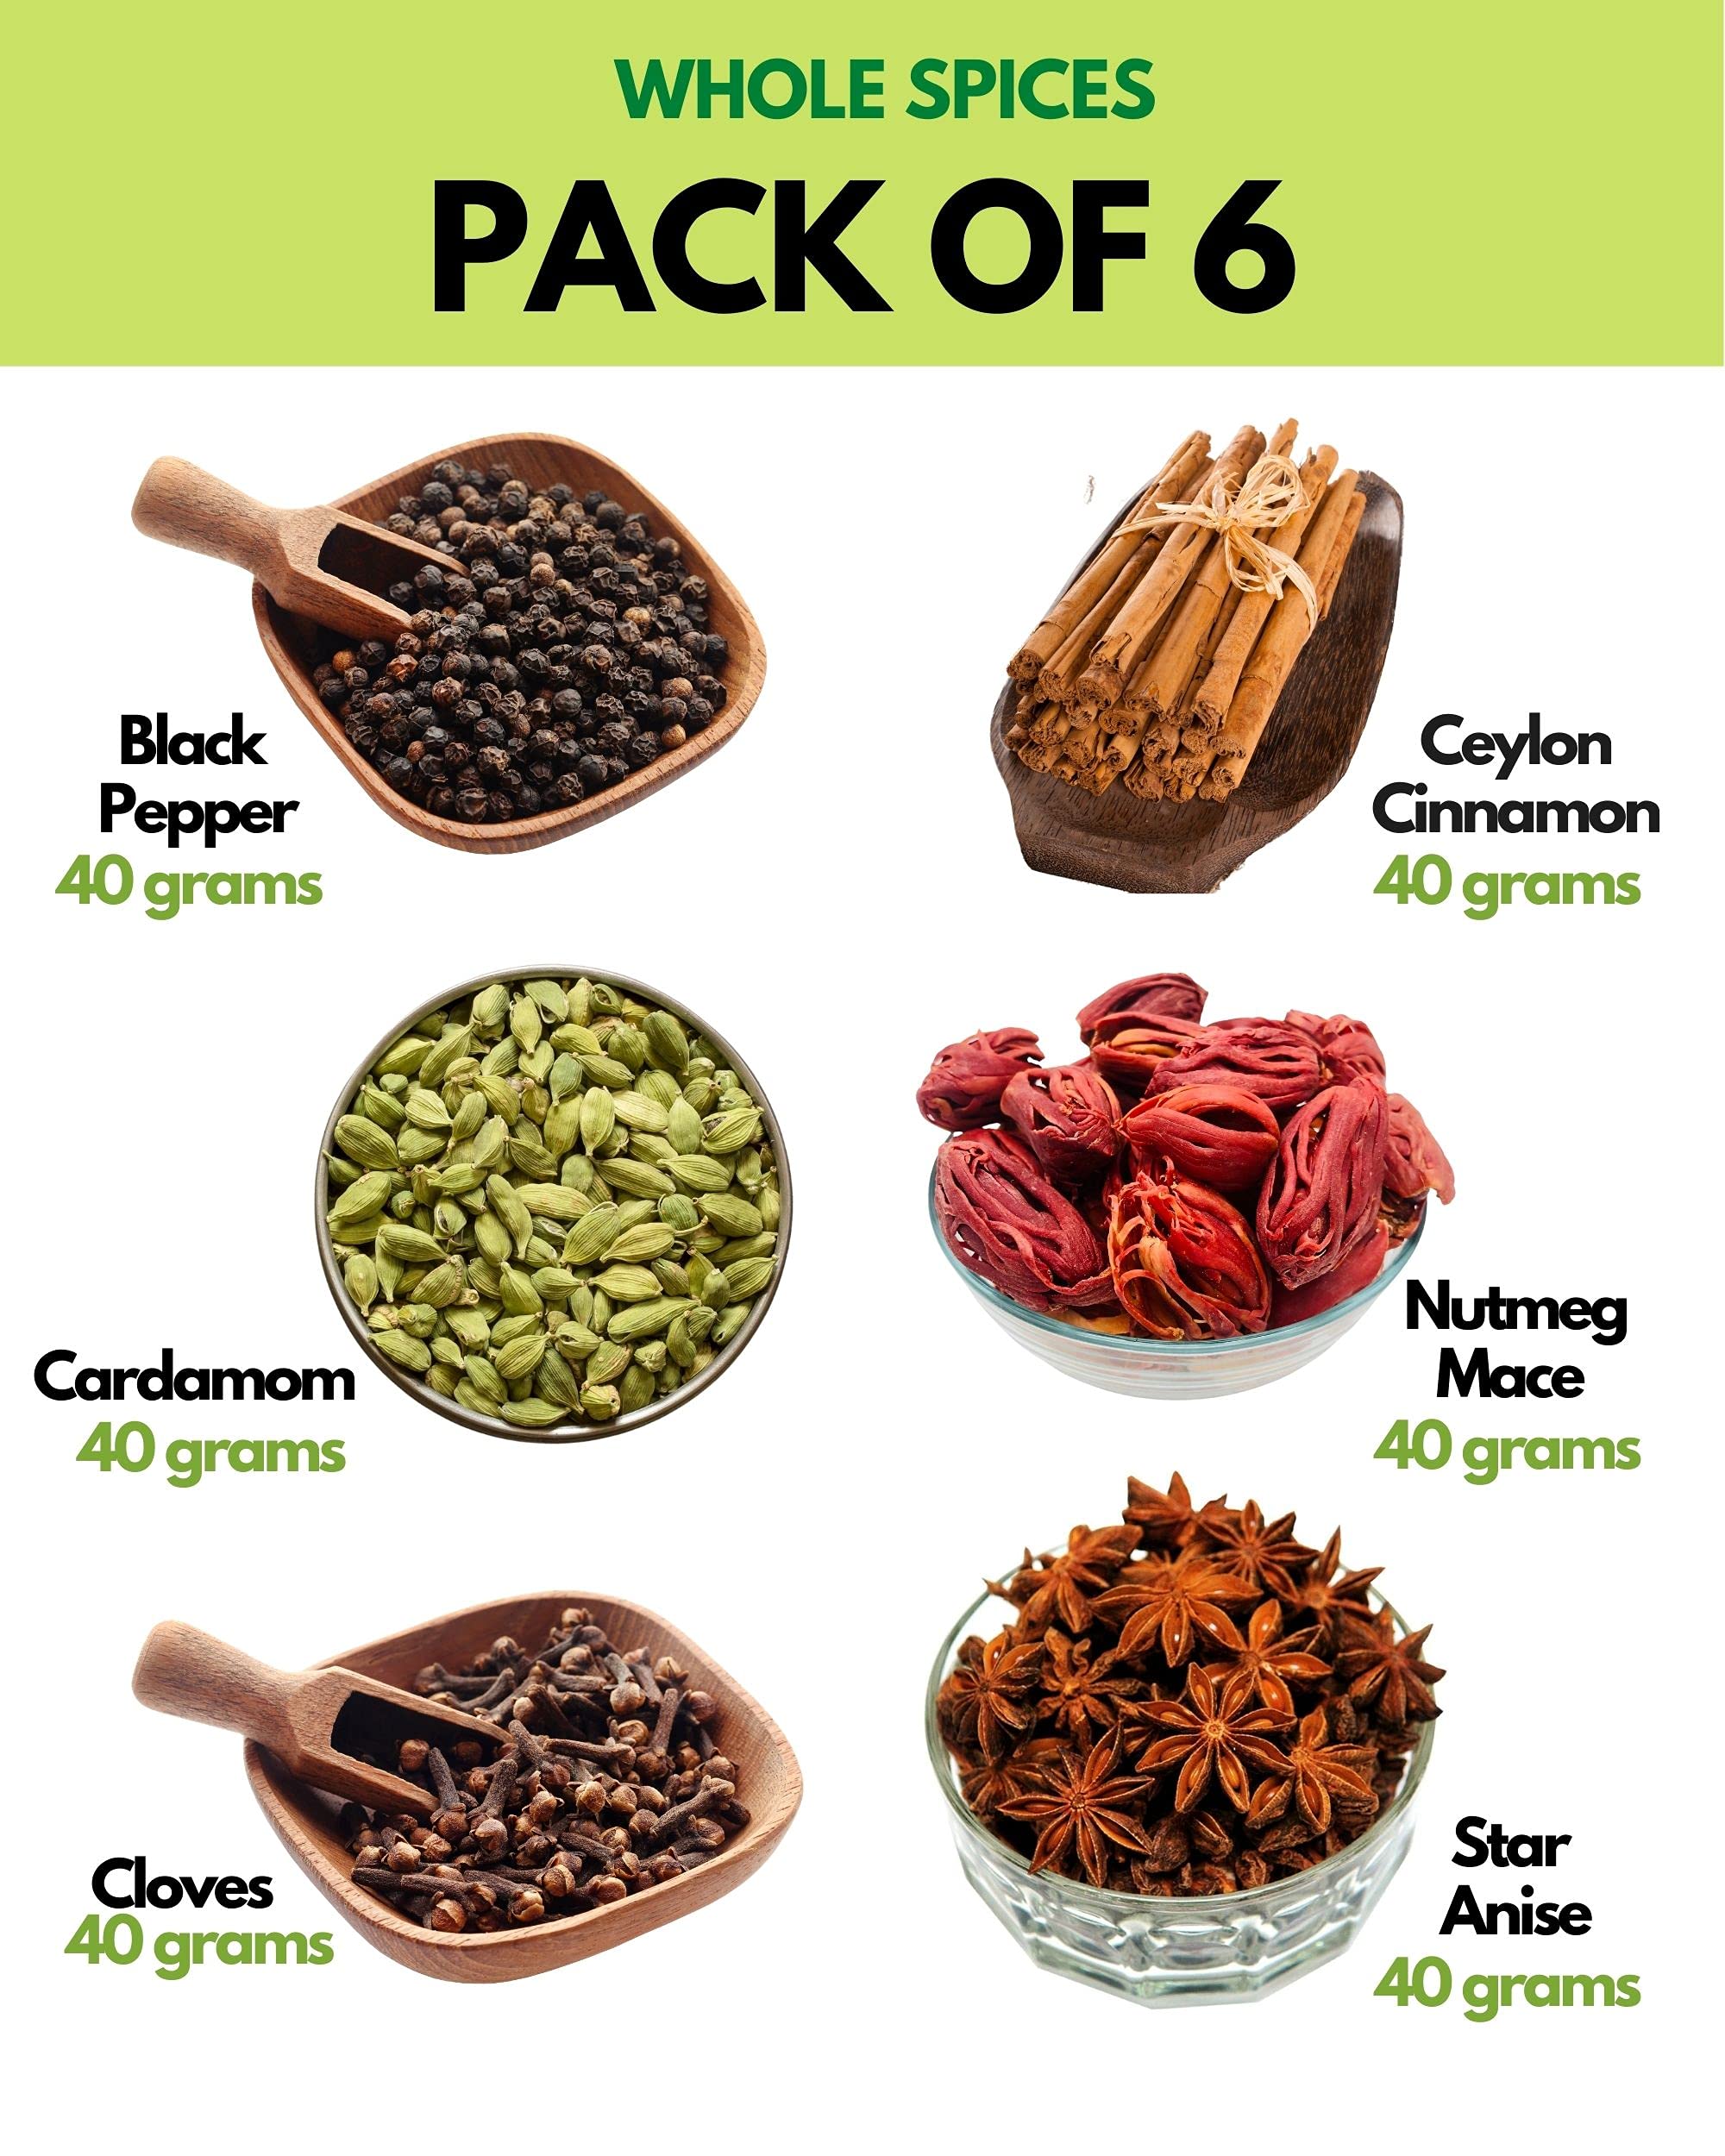 WHOLE SPICES
PACK OF 6
Black
Pepper
40 grams
Ceylon
Cinnamon
40 grams
Cardamom
40 grams
Nutmeg
Mace
40 grams
Cloves
40 grams
Star
Anise
40 grams